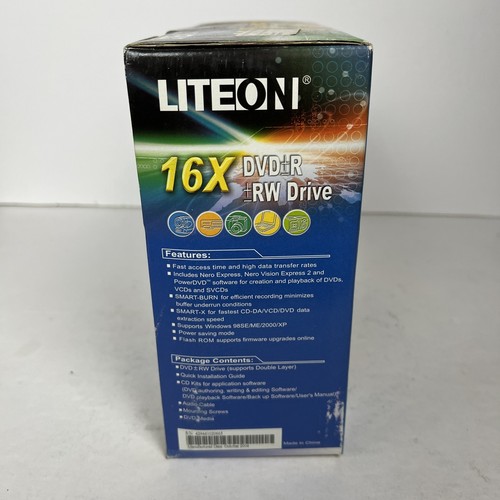 LITEON®
16X DVD±R
±RW Drive
Features:
Fast access time and high data transfer rates
Includes Nero Express, Nero Vision Express 2 and
PowerDVD™ software for creation and playback of DVDs,
VCDs and SVCDs
SMART-BURN for efficient recording minimizes
buffer underrun conditions
SMART-X for fastest CD-DA/VCD/DVD data
extraction speed
Supports Windows 98SE/ME/2000/XP
Power saving mode
Flash ROM supports firmware upgrades online
Package Contents:
DVD±RW Drive (supports Double Layer)
Quick Installation Guide
CD Kits for application software
(DVD authoring, writing & editing Software/
DVD playback Software/Back up Software/User's Manual)
Audio Cable
Mounting Screws
DVD Media
Made in China